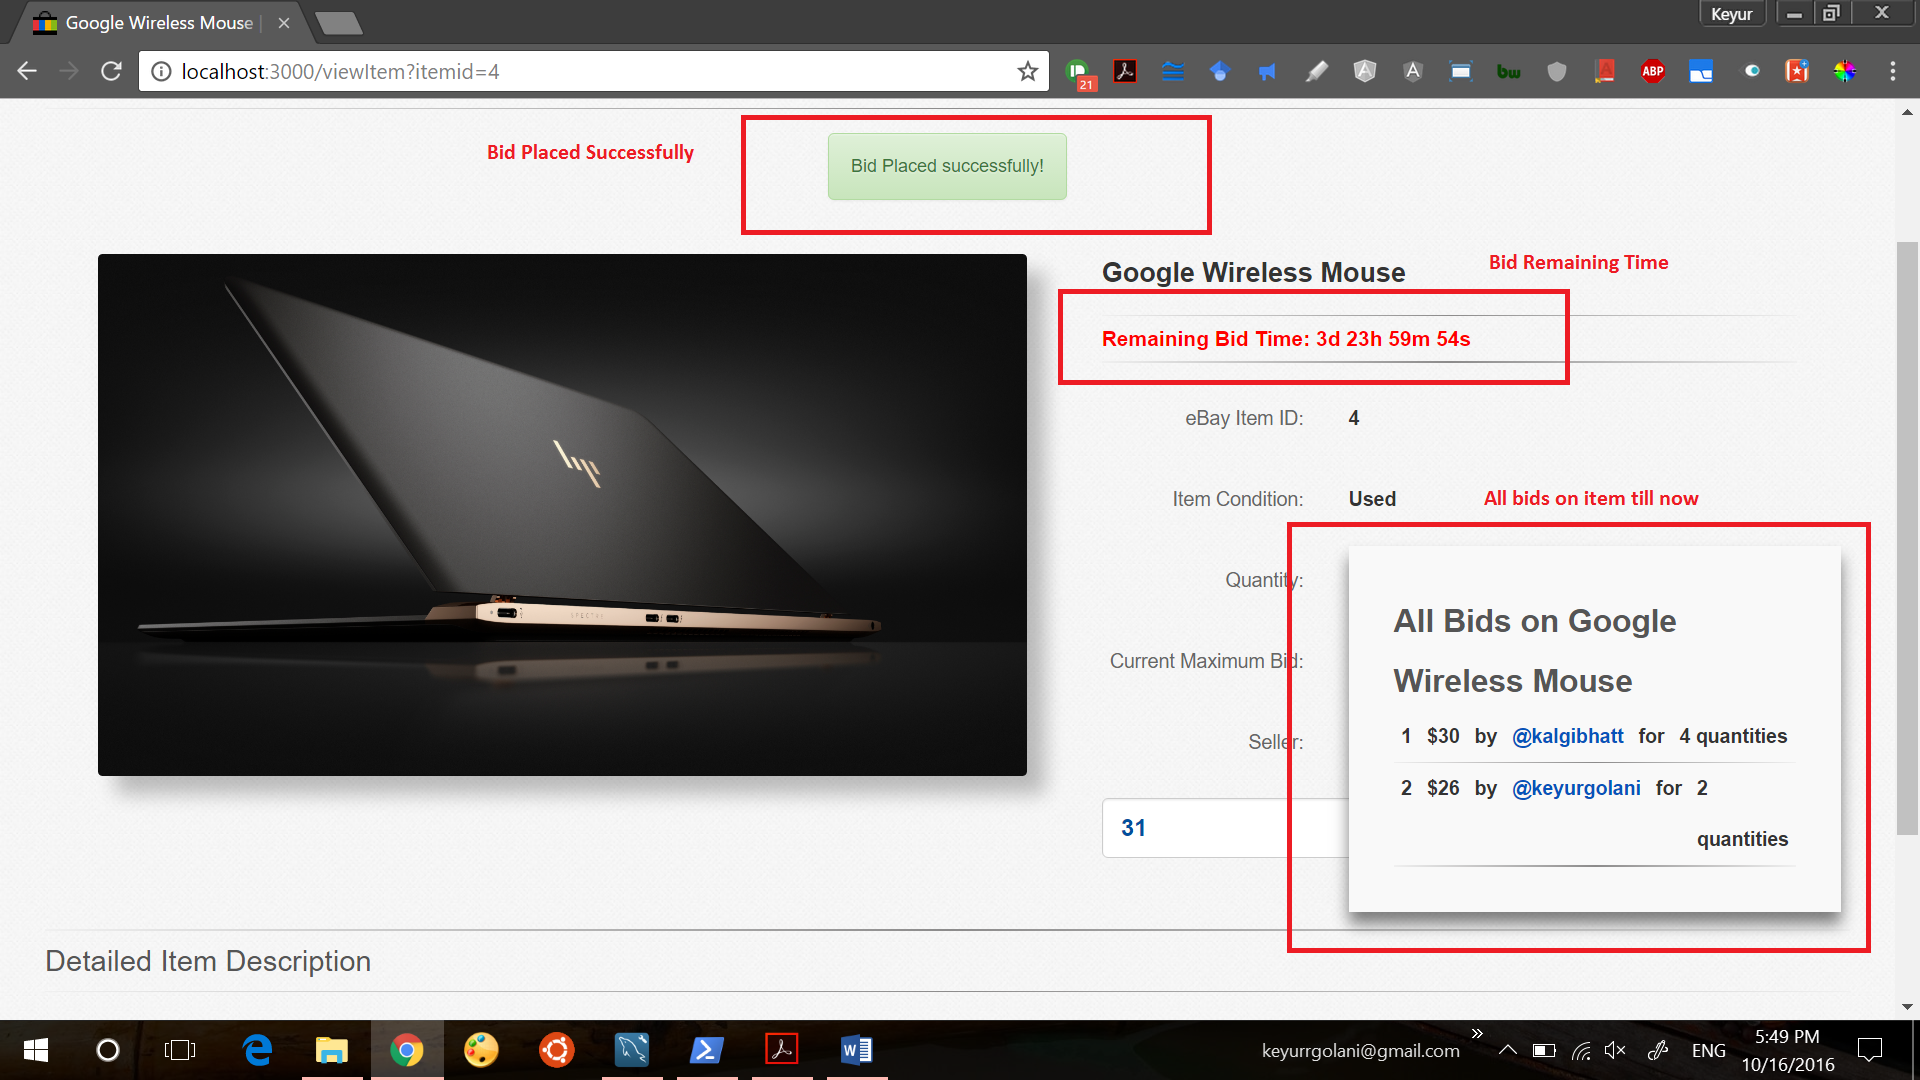 Google Wireless Mouse
Keyur
localhost:3000/viewItem?itemid=4
21
A
A
bw
A
ABP
Bid Placed Successfully
Bid Placed successfully!
Google Wireless Mouse
Bid Remaining Time
Remaining Bid Time: 3d 23h 59m 54s
eBay Item ID: 4
Item Condition: Used
All bids on item till now
Quantity:
Current Maximum Bid:
Seller:
31
hp
SPECTRE
All Bids on Google
Wireless Mouse
1 $30 by @kalgibhatt for 4 quantities
2 $26 by @keyurgolani for 2
quantities
Detailed Item Description
keyurrgolani@gmail.com
ENG
5:49 PM
10/16/2016